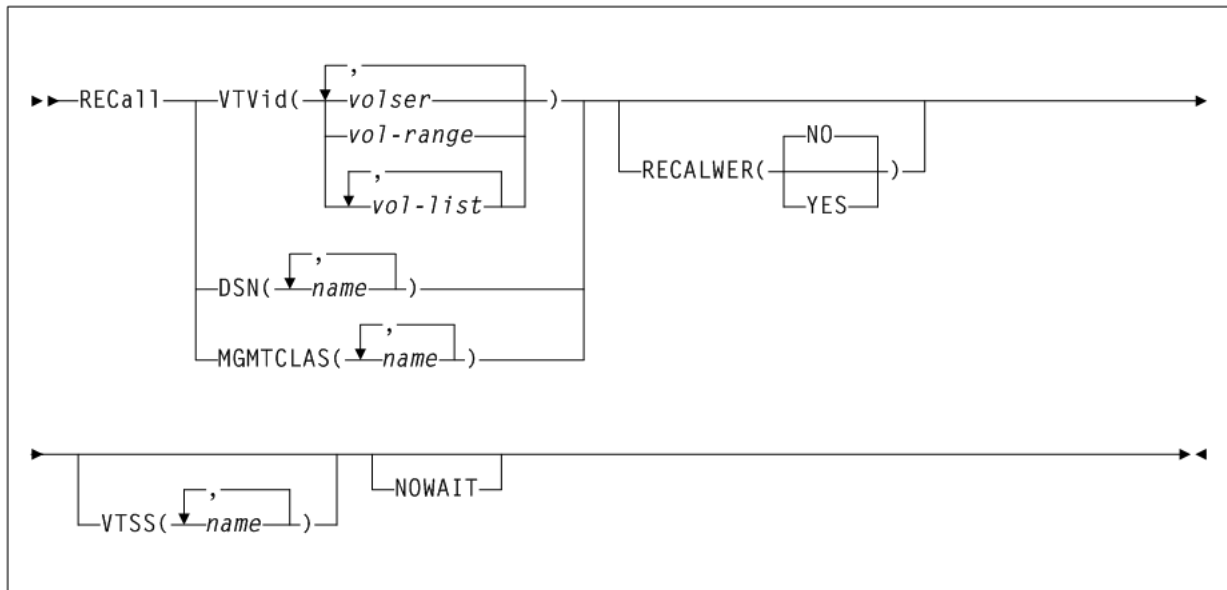 ,
RECall VTVid( volser )
vol-range
NO
,
RECALWER( )
vol-list
YES
,
DSN( name )
,
MGMTCLAS( name )
,
NOWAIT
VTSS( name )